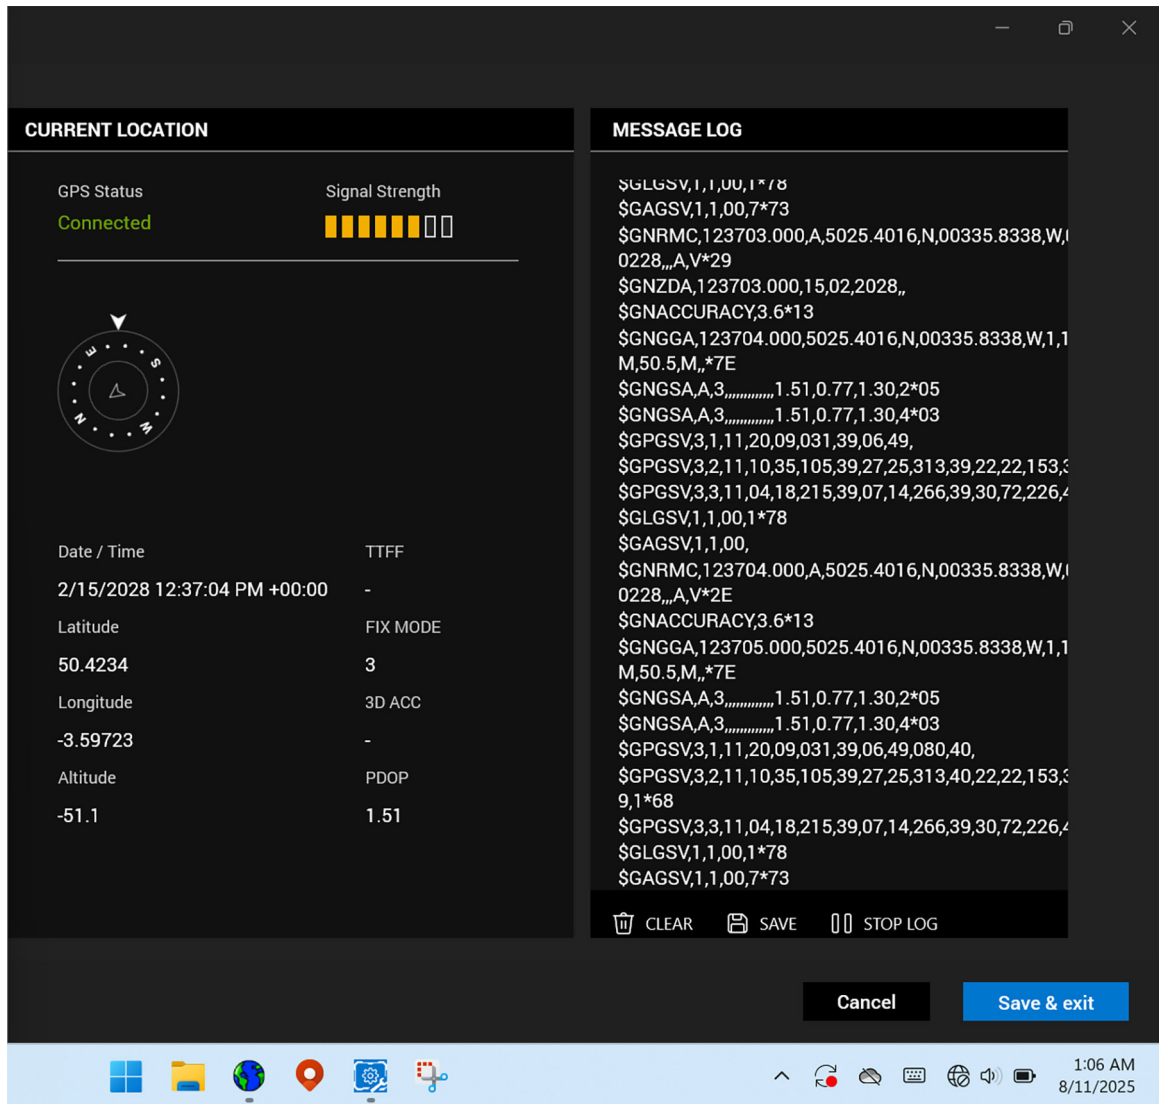 CURRENT LOCATION
GPS Status
Connected
Signal Strength
E
S
N
W
Date / Time
2/15/2028 12:37:04 PM +00:00
TTFF
-
Latitude
50.4234
FIX MODE
3
Longitude
-3.59723
3D ACC
-
Altitude
-51.1
PDOP
1.51
MESSAGE LOG
$GLGSV,1,1,00,1*78
$GAGSV,1,1,00,7*73
$GNRMC,123703.000,A,5025.4016,N,00335.8338,W,
0228,,,A,V*29
$GNZDA,123703.000,15,02,2028,,
$GNACCURACY,3.6*13
$GNGGA,123704.000,5025.4016,N,00335.8338,W,1,1
M,50.5,M,,*7E
$GNGSA,A,3,,,,,,,,,,,,,1.51,0.77,1.30,2*05
$GNGSA,A,3,,,,,,,,,,,,,1.51,0.77,1.30,4*03
$GPGSV,3,1,11,20,09,031,39,06,49,
$GPGSV,3,2,11,10,35,105,39,27,25,313,39,22,22,153,3
$GPGSV,3,3,11,04,18,215,39,07,14,266,39,30,72,226,4
$GLGSV,1,1,00,1*78
$GAGSV,1,1,00,
$GNRMC,123704.000,A,5025.4016,N,00335.8338,W,
0228,,,A,V*2E
$GNACCURACY,3.6*13
$GNGGA,123705.000,5025.4016,N,00335.8338,W,1,1
M,50.5,M,,*7E
$GNGSA,A,3,,,,,,,,,,,,,1.51,0.77,1.30,2*05
$GNGSA,A,3,,,,,,,,,,,,,1.51,0.77,1.30,4*03
$GPGSV,3,1,11,20,09,031,39,06,49,080,40,
$GPGSV,3,2,11,10,35,105,39,27,25,313,40,22,22,153,3
9,1*68
$GPGSV,3,3,11,04,18,215,39,07,14,266,39,30,72,226,4
$GLGSV,1,1,00,1*78
$GAGSV,1,1,00,7*73
CLEAR
SAVE
STOP LOG
Cancel
Save & exit
1:06 AM
8/11/2025